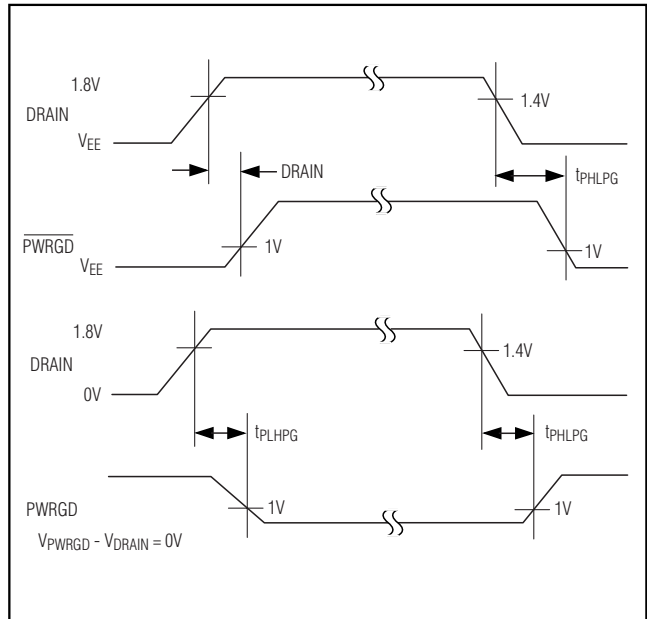 1.8V
DRAIN
1.4V
VEE
DRAIN
tPHLPG
PWRGD
1V
1V
VEE
1.8V
DRAIN
1.4V
0V
tPLHPG
tPHLPG
PWRGD
1V
1V
VPWRGD - VDRAIN = 0V